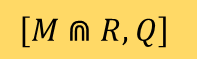 [𝑀 ⋒ 𝑅, 𝑄]